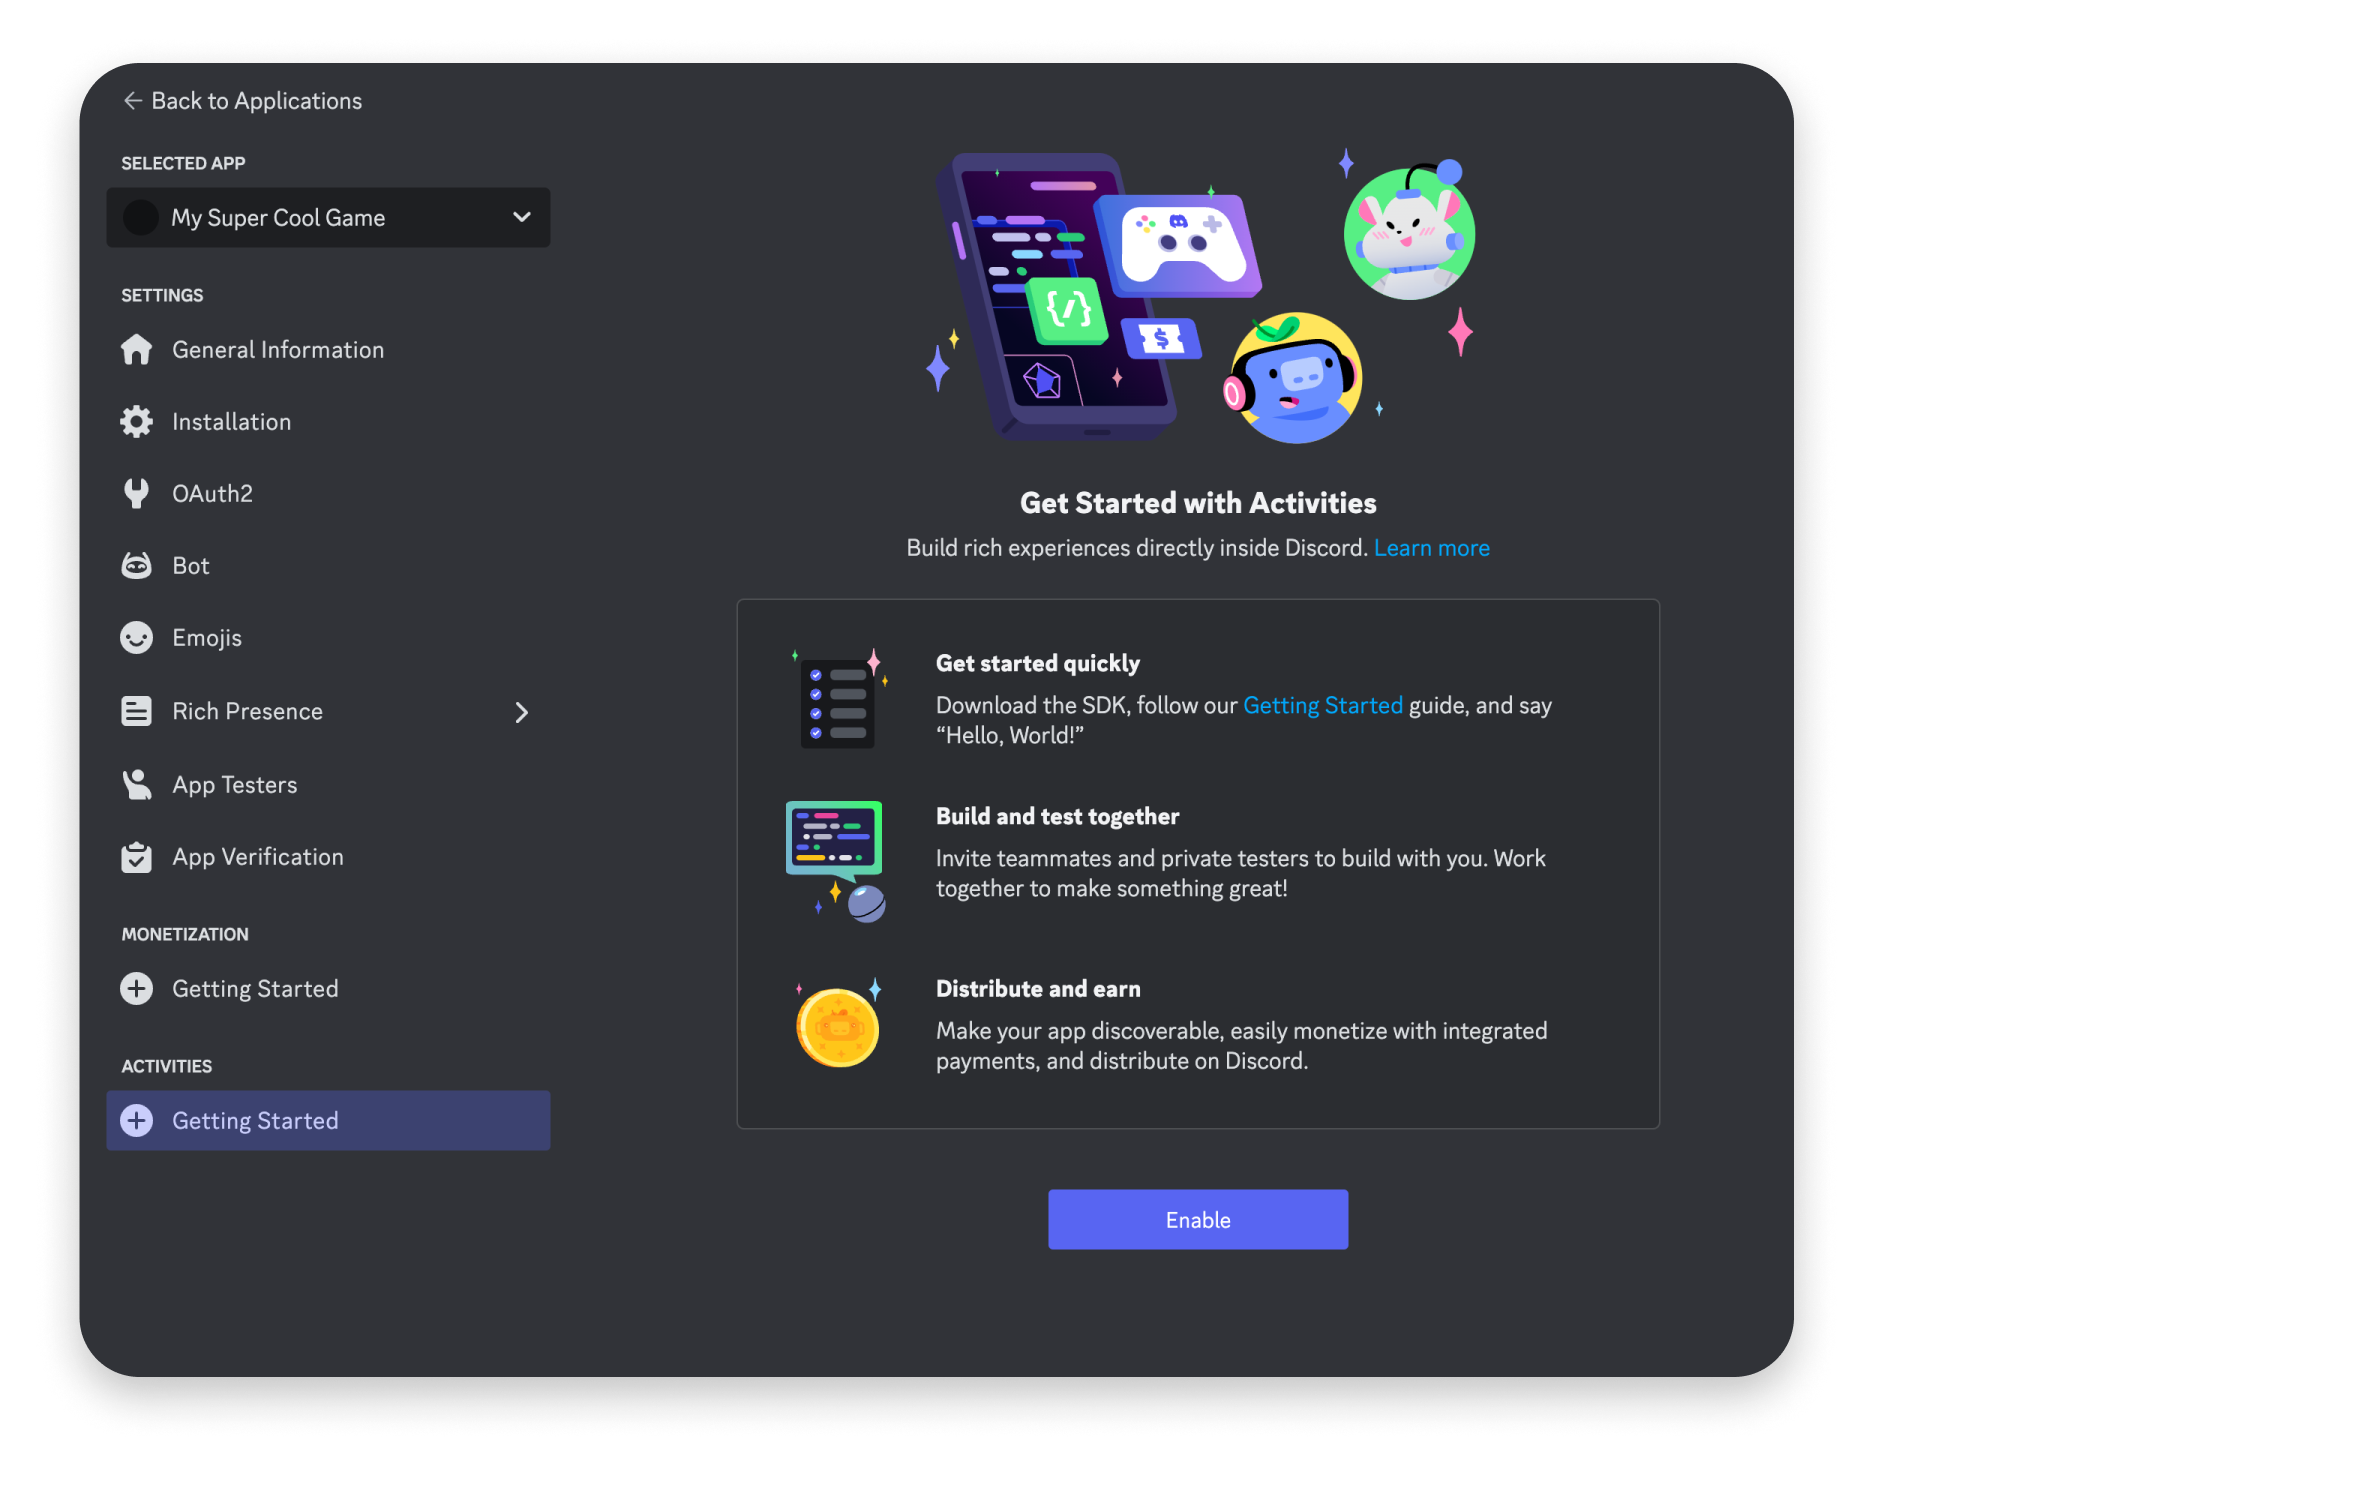 Back to Applications
SELECTED APP
My Super Cool Game
SETTINGS
General Information
Installation
OAuth2
Bot
Emojis
Rich Presence
App Testers
App Verification
MONETIZATION
Getting Started
ACTIVITIES
Getting Started
Get Started with Activities
Build rich experiences directly inside Discord. Learn more
Get started quickly
Download the SDK, follow our Getting Started guide, and say
“Hello, World!”
Build and test together
Invite teammates and private testers to build with you. Work
together to make something great!
Distribute and earn
Make your app discoverable, easily monetize with integrated
payments, and distribute on Discord.
Enable